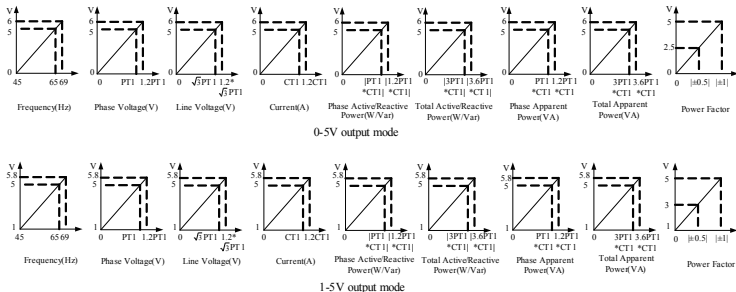 V V V V V V V V V
6 6 6 6 6 6 6 6 5
5 5 5 5 5 5 5 5 2.5
0 0 0 0 0 0 0 0
45 65 69 0 PT1 1.2PT1 0 √3PT1 1.2* 0 CT1 1.2CT1 0 |PT1 |1.2PT1 0 |3PT1 |3.6PT1 0 PT1 1.2PT1 0 3PT1 3.6PT1 0 |±0.5| |±1|
√3PT1 *CT1| *CT1| *CT1| *CT1| *CT1 *CT1 *CT1 *CT1
Frequency(Hz) Phase Voltage(V) Line Voltage(V) Current(A) Phase Active/Reactive Total Active/Reactive Phase Apparent Total Apparent Power Factor
Power(W/Var) Power(W/Var) Power(VA) Power(VA)
0-5V output mode
V V V V V V V V V
5.8 5.8 5.8 5.8 5.8 5.8 5.8 5.8 5
5 5 5 5 5 5 5 5 3
1 1 1 1 1 1 1 1 1
45 65 69 0 PT1 1.2PT1 0 √3PT1 1.2* 0 CT1 1.2CT1 0 |PT1 |1.2PT1 0 |3PT1 |3.6PT1 0 PT1 1.2PT1 0 3PT1 3.6PT1 0 |±0.5| |±1|
√3PT1 *CT1| *CT1| *CT1| *CT1| *CT1 *CT1 *CT1 *CT1
Frequency(Hz) Phase Voltage(V) Line Voltage(V) Current(A) Phase Active/Reactive Total Active/Reactive Phase Apparent Total Apparent Power Factor
Power(W/Var) Power(W/Var) Power(VA) Power(VA)
1-5V output mode